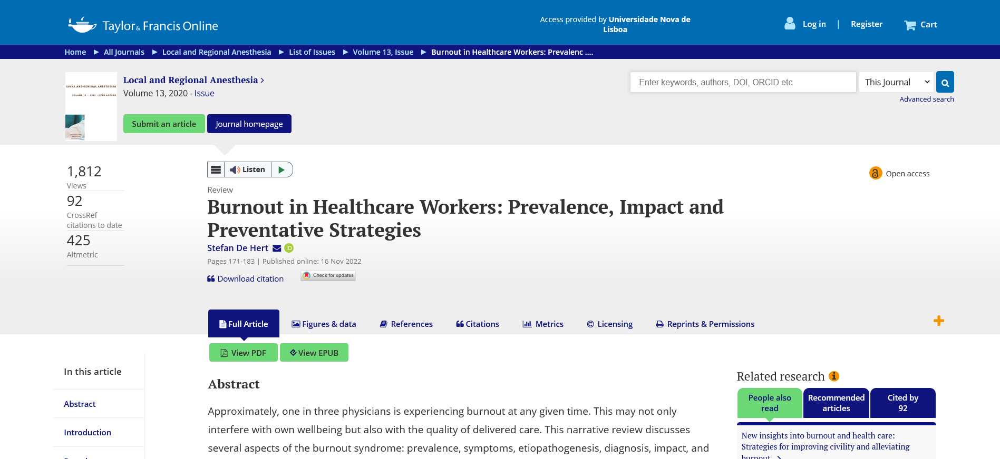 Taylor & Francis Online
Access provided by Universidade Nova de
Lisboa
Log in | Register
Cart
Home
All Journals
Local and Regional Anesthesia
List of Issues
Volume 13, Issue
Burnout in Healthcare Workers: Prevalenc ....
LOCAL AND GENERAL ANESTHESIA
Local and Regional Anesthesia
Volume 13, 2020 - Issue
Submit an article
Journal homepage
Enter keywords, authors, DOI, ORCID etc
This Journal
Advanced search
1,812
Views
92
CrossRef
citations to date
425
Altmetric
Listen
Open access
Review
Burnout in Healthcare Workers: Prevalence, Impact and
Preventative Strategies
Stefan De Hert
iD
Pages 171-183 | Published online: 16 Nov 2022
Download citation
Check for updates
Full Article
Figures & data
References
Citations
Metrics
Licensing
Reprints & Permissions
View PDF
View EPUB
In this article
Abstract
Introduction
Abstract
Approximately, one in three physicians is experiencing burnout at any given time. This may not only
interfere with own wellbeing but also with the quality of delivered care. This narrative review discusses
several aspects of the burnout syndrome: prevalence, symptoms, etiopathogenesis, diagnosis, impact, and
Related research
People also
read
Recommended
articles
Cited by
92
New insights into burnout and health care:
Strategies for improving civility and alleviating
burnout